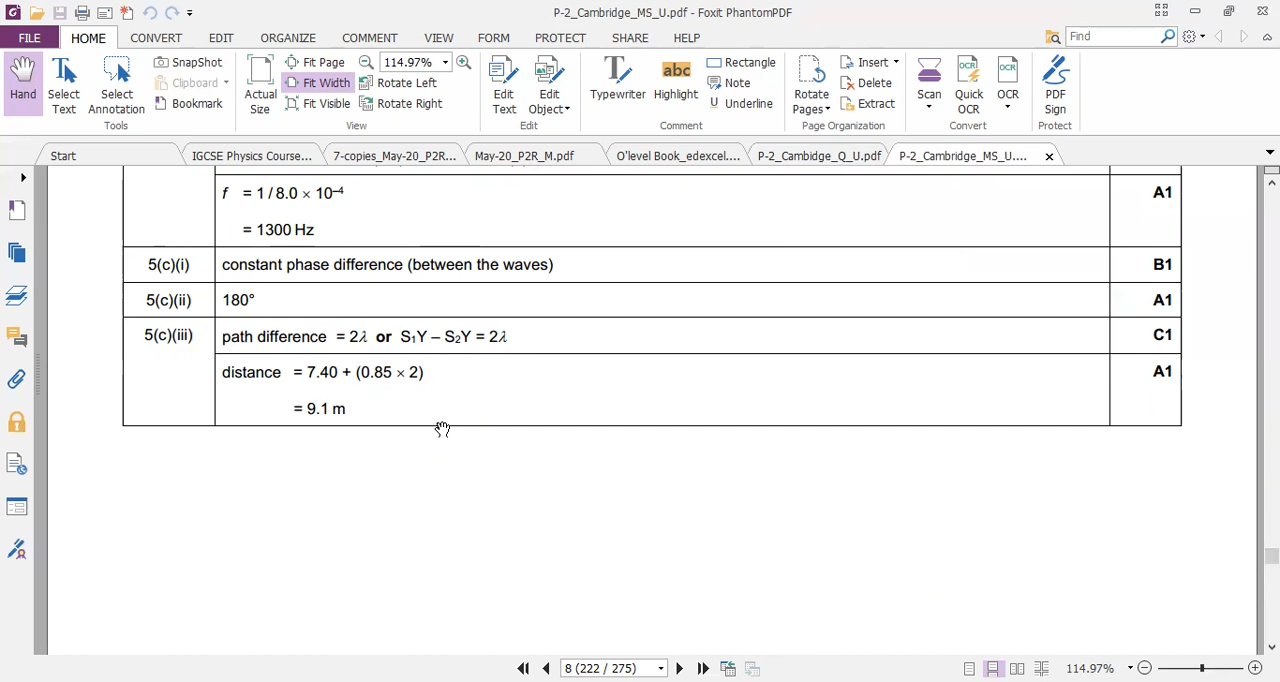 P-2_Cambridge_MS_U.pdf - Foxit PhantomPDF
FILE HOME CONVERT EDIT ORGANIZE COMMENT VIEW FORM PROTECT SHARE HELP
Find
Hand
Select Text
Select Annotation
SnapShot
Clipboard
Bookmark
Tools
Actual Size
Fit Page
Fit Width
Fit Visible
114.97%
Rotate Left
Rotate Right
View
Edit Text
Edit Object
Edit
Typewriter
Highlight
Rectangle
Note
Underline
Comment
Rotate Pages
Insert
Delete
Extract
Page Organization
Scan
Quick OCR
OCR
Convert
PDF Sign
Protect
Start IGCSE Physics Course... 7-copies_May-20_P2R... May-20_P2R_M.pdf O'level Book_edexcel.... P-2_Cambidge_Q_U.pdf P-2_Cambridge_MS_U....
f = 1 / 8.0 × 10⁻⁴ A1
= 1300 Hz
5(c)(i) constant phase difference (between the waves) B1
5(c)(ii) 180° A1
5(c)(iii) path difference = 2λ or S₁Y – S₂Y = 2λ C1
distance = 7.40 + (0.85 × 2) A1
= 9.1 m
8 (222 / 275) 114.97%